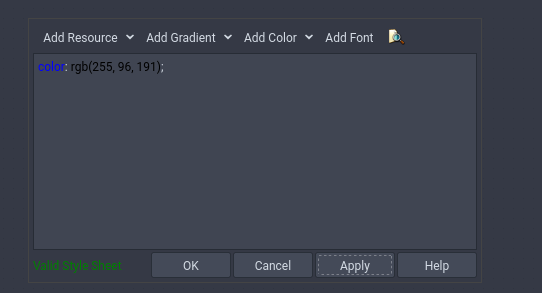 Add Resource Add Gradient Add Color Add Font
color: rgb(255, 96, 191);
Valid Style Sheet OK Cancel Apply Help